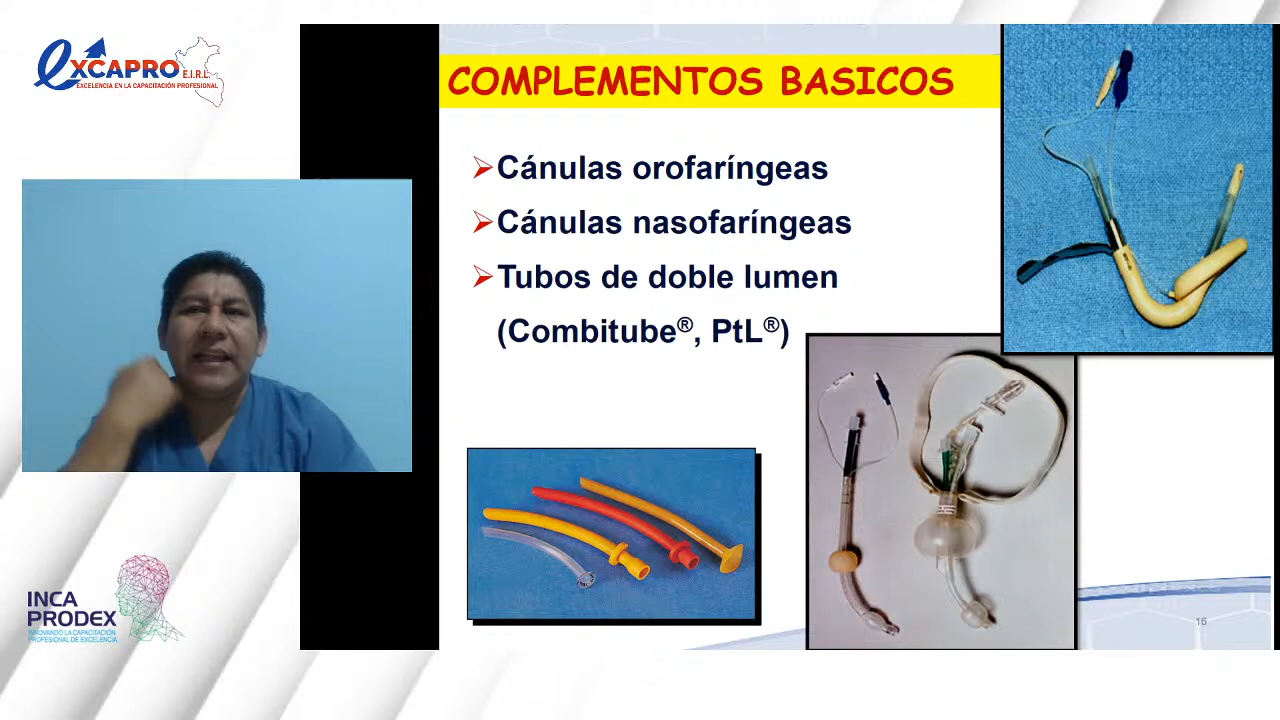 eXCAPRO E.I.R.L.
EXCELENCIA EN LA CAPACITACIÓN PROFESIONAL
COMPLEMENTOS BASICOS
Cánulas orofaríngeas
Cánulas nasofaríngeas
Tubos de doble lumen
(Combitube®, PtL®)
INCA
PRODEX
INNOVANDO LA CAPACITACIÓN
PROFESIONAL DE EXCELENCIA
16